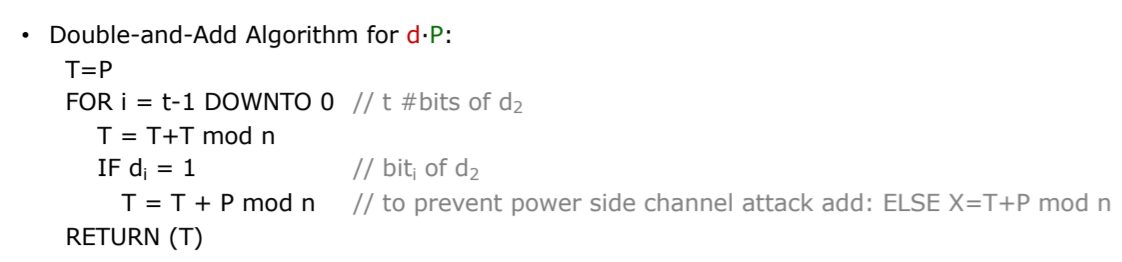 • Double-and-Add Algorithm for d·P:
T=P
FOR i = t-1 DOWNTO 0 // t #bits of d₂
T = T+T mod n
IF dᵢ = 1 // bitᵢ of d₂
T = T + P mod n // to prevent power side channel attack add: ELSE X=T+P mod n
RETURN (T)